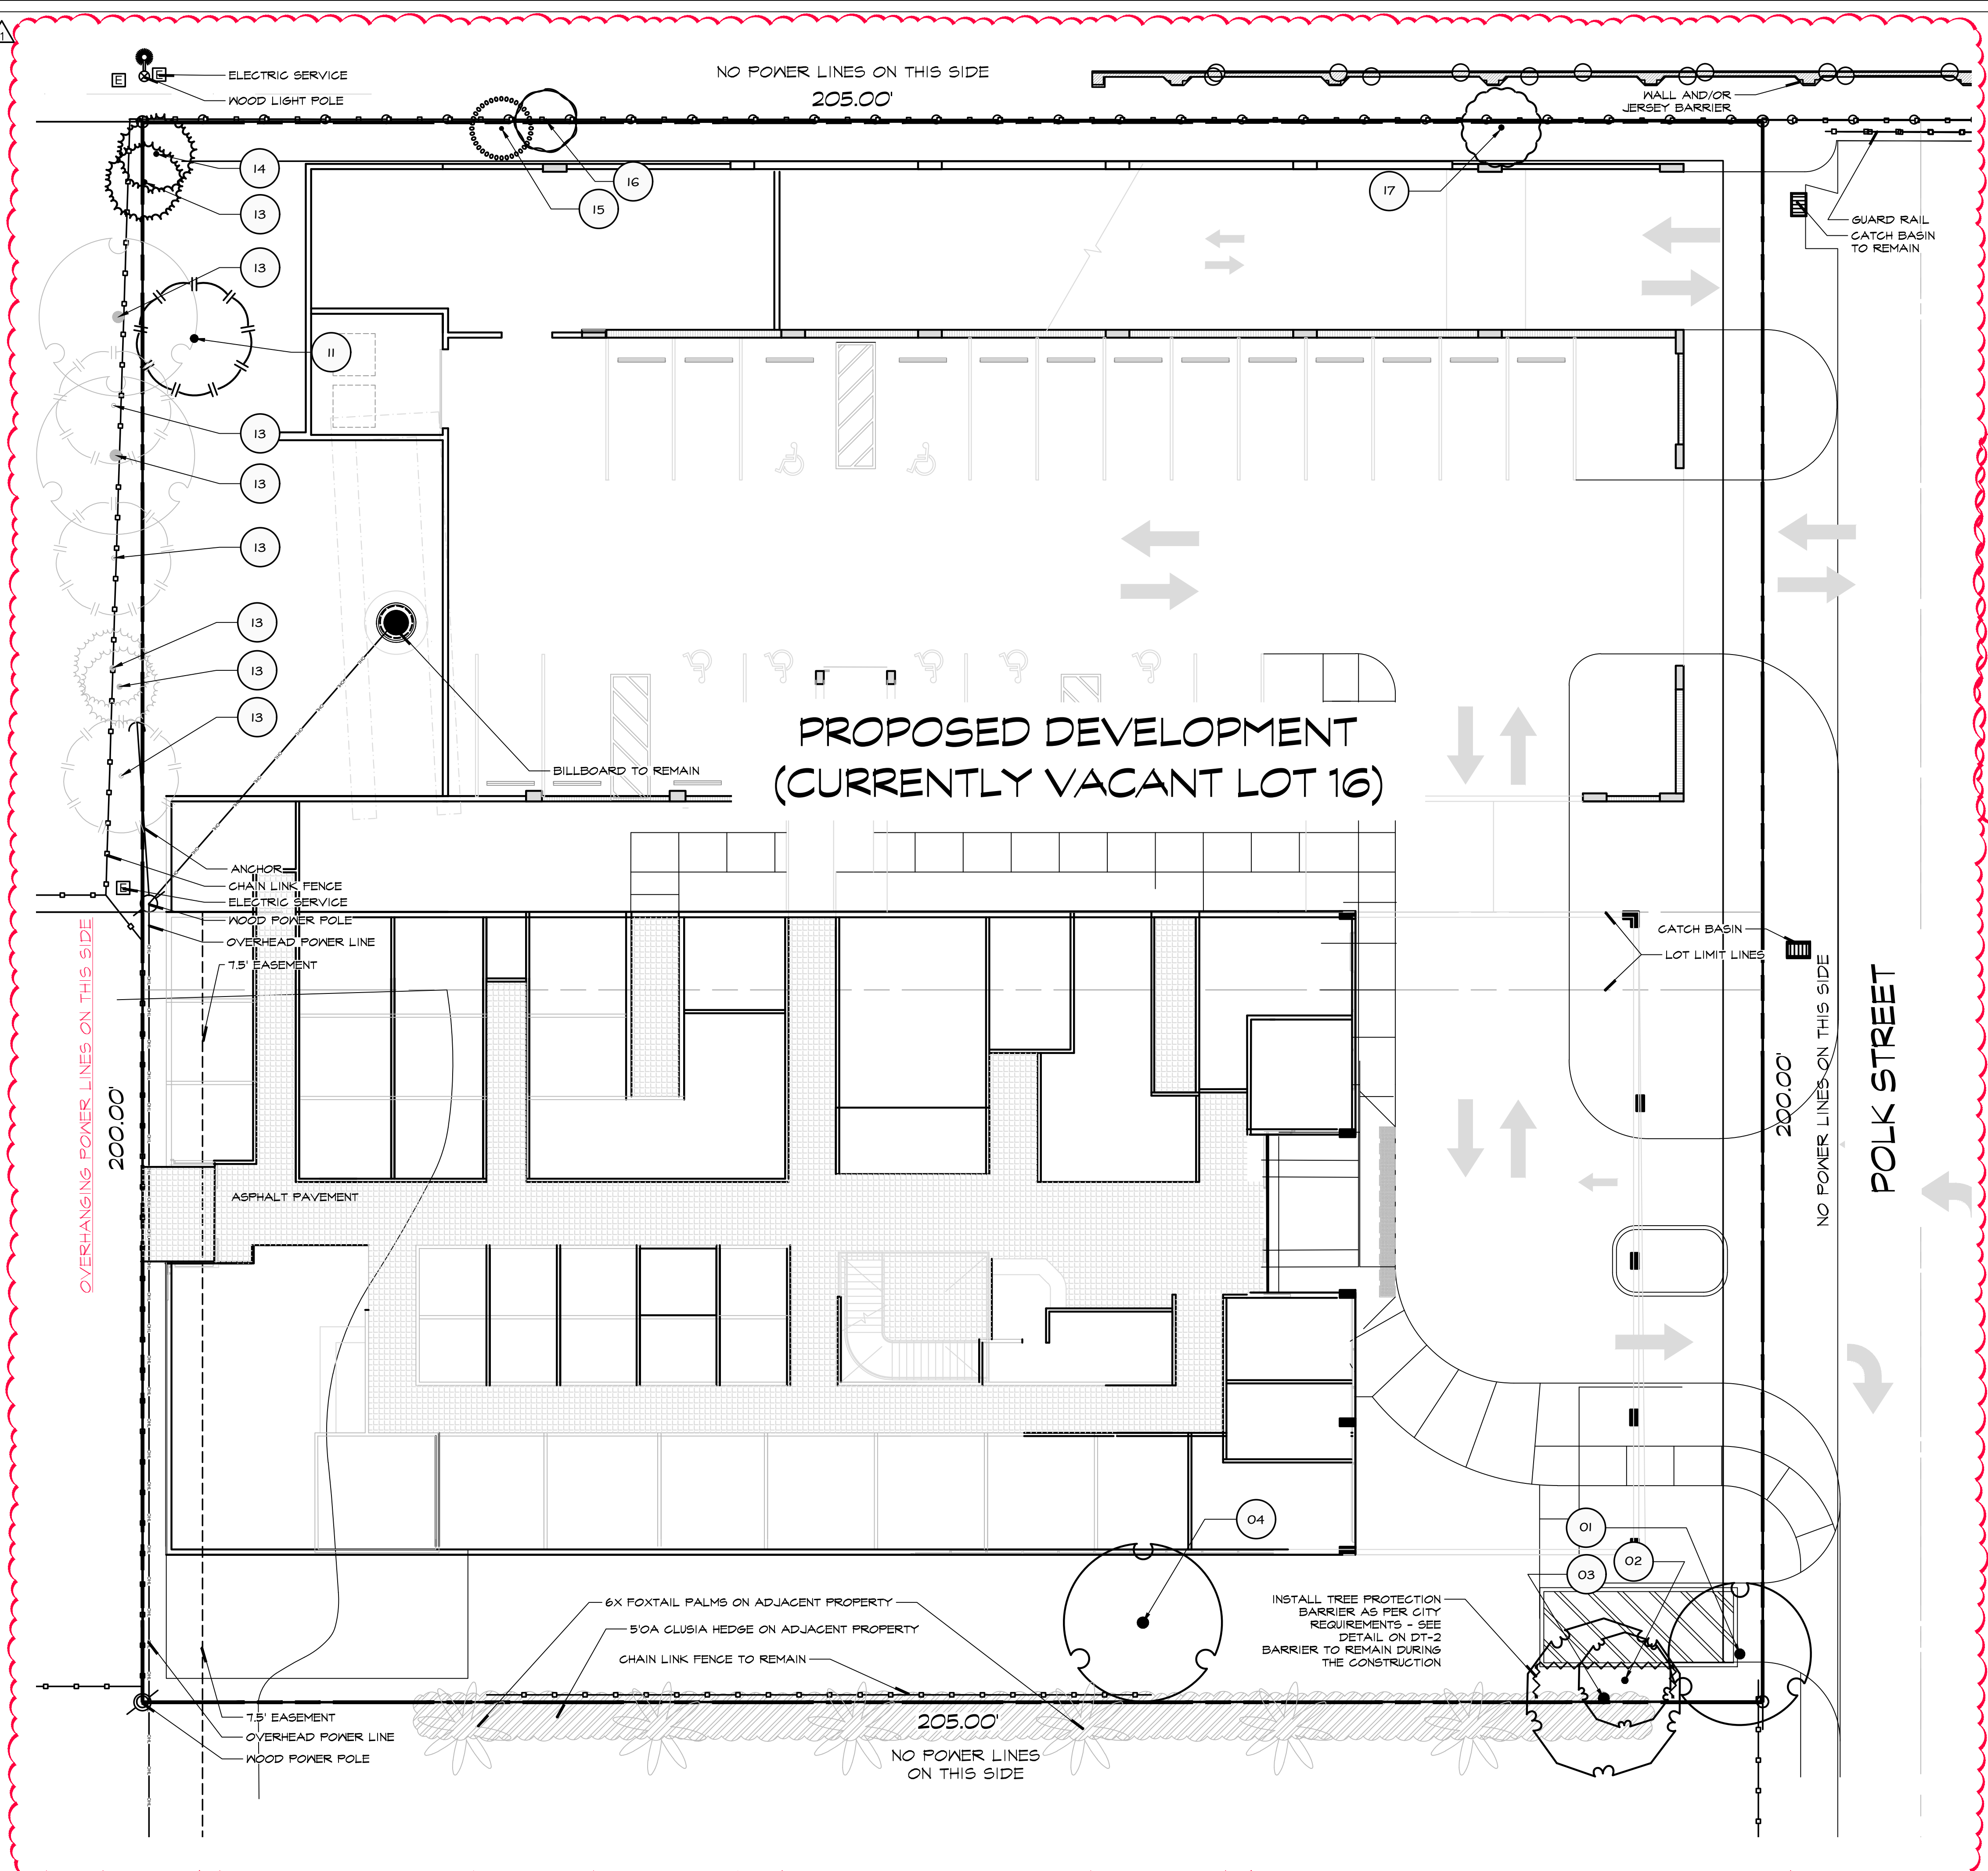 1
E
E
ELECTRIC SERVICE
WOOD LIGHT POLE
NO POWER LINES ON THIS SIDE
205.00'
WALL AND/OR
JERSEY BARRIER
14
13
13
11
16
15
17
GUARD RAIL
CATCH BASIN
TO REMAIN
13
13
13
13
13
13
BILLBOARD TO REMAIN
PROPOSED DEVELOPMENT
(CURRENTLY VACANT LOT 16)
ANCHOR
CHAIN LINK FENCE
E
ELECTRIC SERVICE
WOOD POWER POLE
OVERHEAD POWER LINE
7.5' EASEMENT
OVERHANGING POWER LINES ON THIS SIDE
200.00'
ASPHALT PAVEMENT
CATCH BASIN
LOT LIMIT LINES
200.00'
NO POWER LINES ON THIS SIDE
POLK STREET
04
01
02
03
6X FOXTAIL PALMS ON ADJACENT PROPERTY
5'OA CLUSIA HEDGE ON ADJACENT PROPERTY
CHAIN LINK FENCE TO REMAIN
INSTALL TREE PROTECTION
BARRIER AS PER CITY
REQUIREMENTS - SEE
DETAIL ON DT-2
BARRIER TO REMAIN DURING
THE CONSTRUCTION
7.5' EASEMENT
OVERHEAD POWER LINE
WOOD POWER POLE
205.00'
NO POWER LINES
ON THIS SIDE